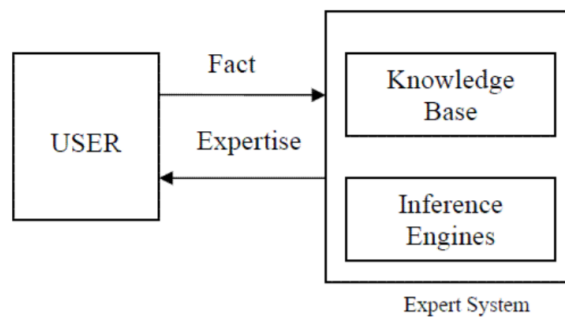 Fact
Knowledge
Base
USER
Expertise
Inference
Engines
Expert System